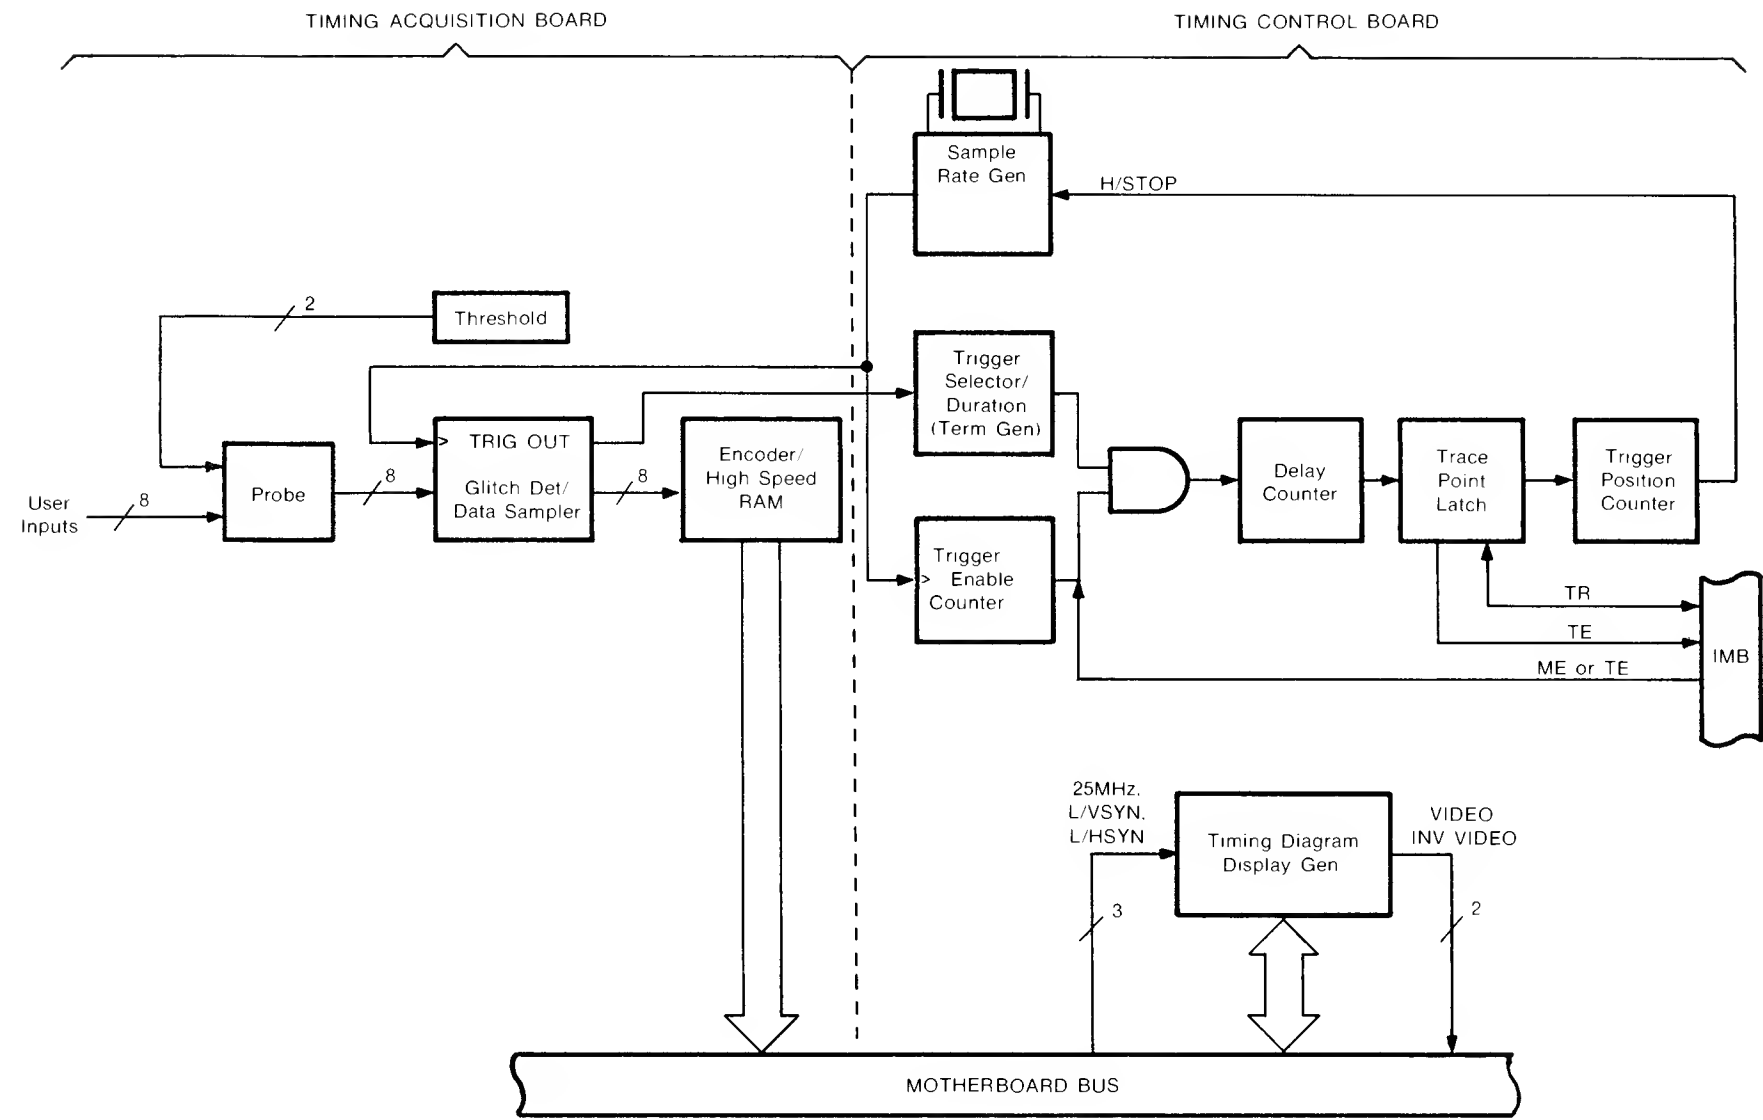 TIMING ACQUISITION BOARD
TIMING CONTROL BOARD
Sample
Rate Gen
H/STOP
2
Threshold
Trigger
Selector/
Duration
(Term Gen)
User
Inputs
8
Probe
8
> TRIG OUT
Glitch Det/
Data Sampler
8
Encoder/
High Speed
RAM
Delay
Counter
Trace
Point
Latch
Trigger
Position
Counter
Trigger
> Enable
Counter
TR
TE
ME or TE
IMB
25MHz,
L/VSYN,
L/HSYN
Timing Diagram
Display Gen
VIDEO
INV VIDEO
3
2
MOTHERBOARD BUS